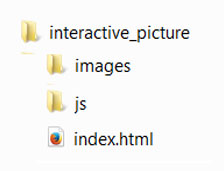 interactive_picture
images
js
index.html